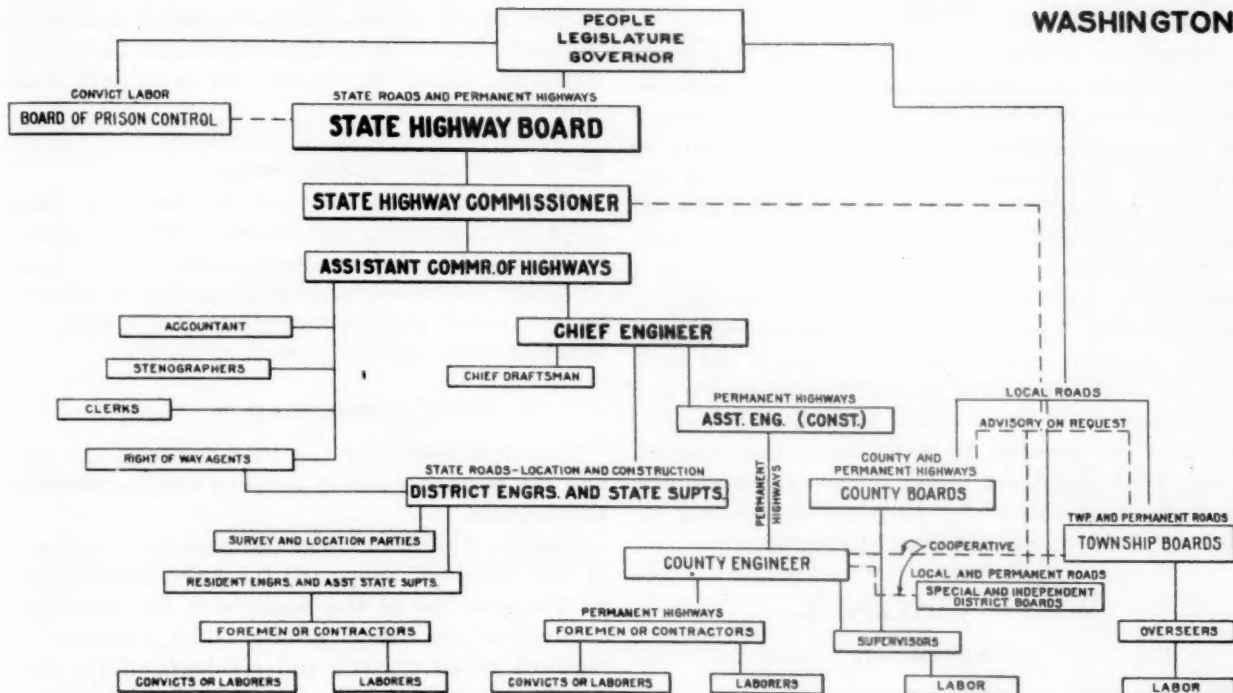 PEOPLE
LEGISLATURE
GOVERNOR
WASHINGTON
CONVICT LABOR
BOARD OF PRISON CONTROL
STATE ROADS AND PERMANENT HIGHWAYS
STATE HIGHWAY BOARD
STATE HIGHWAY COMMISSIONER
ASSISTANT COMMR. OF HIGHWAYS
ACCOUNTANT
CHIEF ENGINEER
STENOGRAPHERS
CHIEF DRAFTSMAN
CLERKS
PERMANENT HIGHWAYS
ASST. ENG. (CONST.)
LOCAL ROADS
ADVISORY ON REQUEST
RIGHT OF WAY AGENTS
STATE ROADS-LOCATION AND CONSTRUCTION
DISTRICT ENGRS. AND STATE SUPTS.
PERMANENT
HIGHWAYS
COUNTY AND
PERMANENT HIGHWAYS
COUNTY BOARDS
TWP. AND PERMANENT ROADS
TOWNSHIP BOARDS
SURVEY AND LOCATION PARTIES
COUNTY ENGINEER
COOPERATIVE
RESIDENT ENGRS. AND ASST STATE SUPTS.
LOCAL AND PERMANENT ROADS
SPECIAL AND INDEPENDENT
DISTRICT BOARDS
FOREMEN OR CONTRACTORS
PERMANENT HIGHWAYS
FOREMEN OR CONTRACTORS
SUPERVISORS
OVERSEERS
CONVICTS OR LABORERS
LABORERS
CONVICTS OR LABORERS
LABORERS
LABOR
LABOR